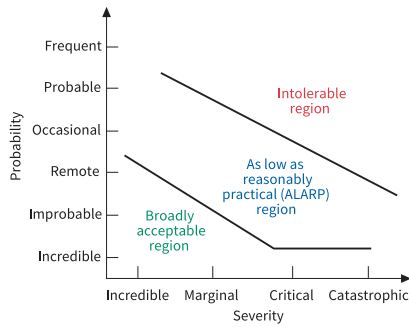 Frequent
Probable
Occasional
Remote
Improbable
Incredible
Probability
Intolerable
region
As low as
reasonably
practical (ALARP)
region
Broadly
acceptable
region
Incredible Marginal Critical Catastrophic
Severity